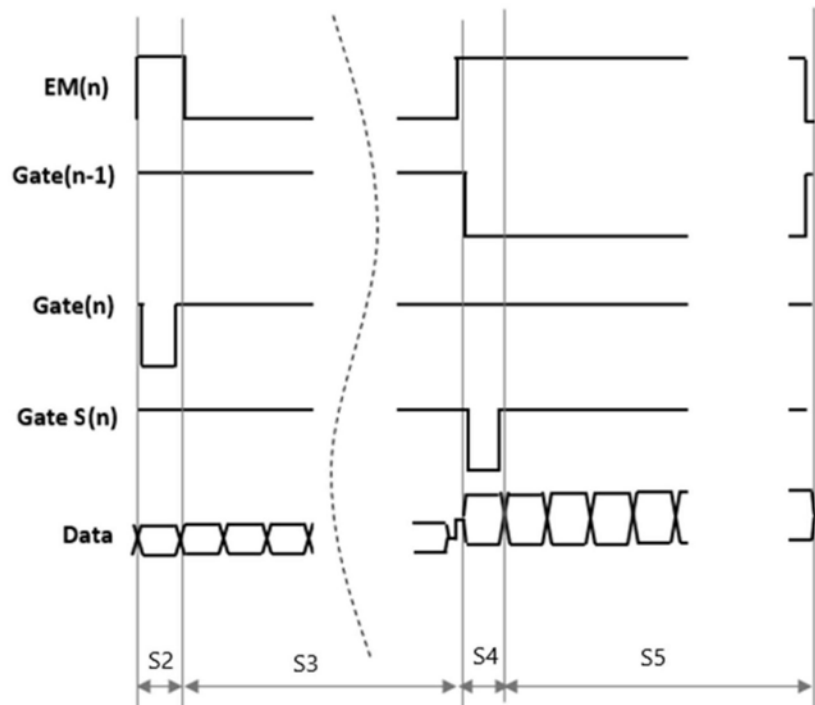 EM(n)
Gate(n-1)
Gate(n)
Gate S(n)
Data
S2
S3
S4
S5